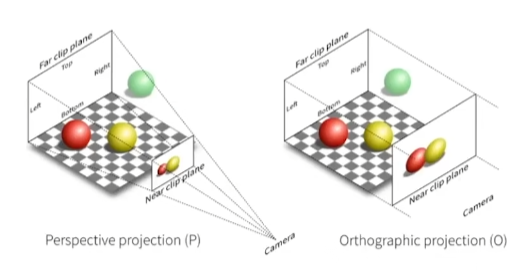 Far clip plane
Top
Right
Left
Bottom
Near clip plane
Camera
Perspective projection (P)
Far clip plane
Top
Right
Left
Bottom
Near clip plane
Camera
Orthographic projection (O)